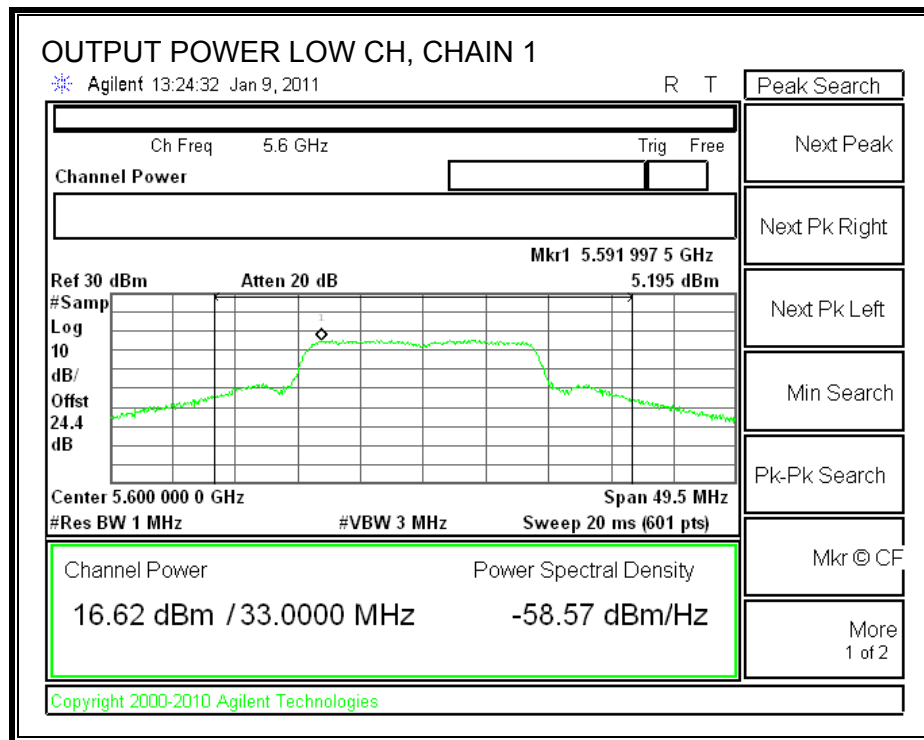 OUTPUT POWER LOW CH, CHAIN 1
Agilent 13:24:32 Jan 9, 2011 R T
Peak Search
Ch Freq 5.6 GHz Trig Free
Next Peak
Channel Power
Next Pk Right
Mkr1 5.591 997 5 GHz
Ref 30 dBm Atten 20 dB 5.195 dBm
#Samp
Log
10
dB/
Offst
24.4
dB
1
Next Pk Left
Min Search
Pk-Pk Search
Center 5.600 000 0 GHz Span 49.5 MHz
#Res BW 1 MHz #VBW 3 MHz Sweep 20 ms (601 pts)
Mkr © CF
Channel Power Power Spectral Density
16.62 dBm / 33.0000 MHz -58.57 dBm/Hz
More
1 of 2
Copyright 2000-2010 Agilent Technologies